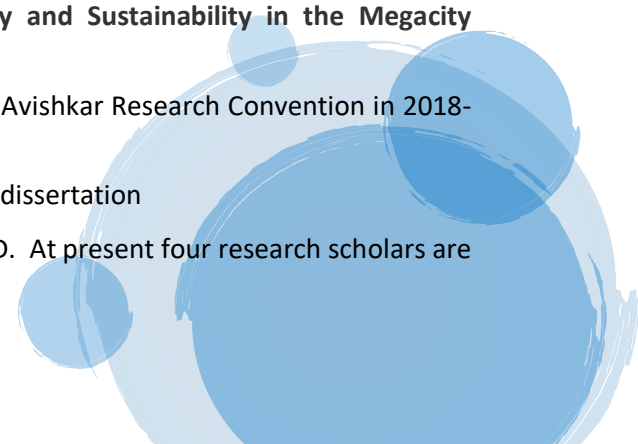 y and Sustainability in the Megacity
Avishkar Research Convention in 2018-
dissertation
D. At present four research scholars are